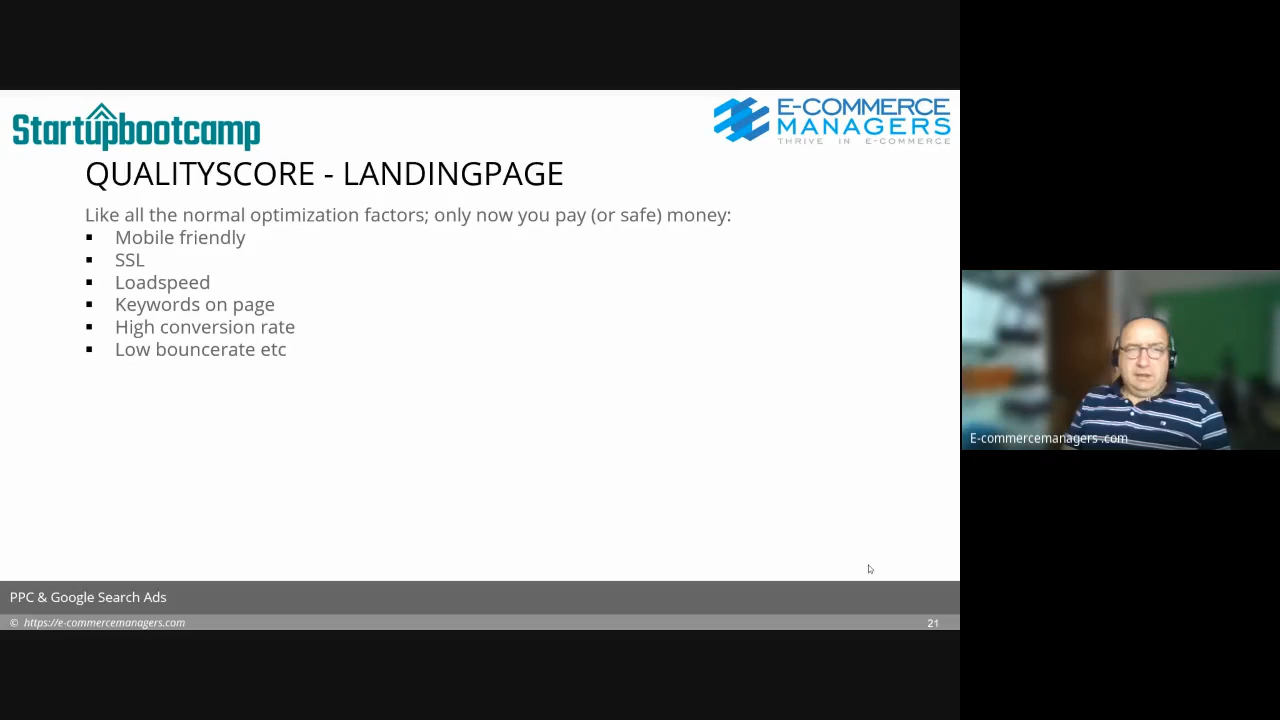 Startupbootcamp
E-COMMERCE
MANAGERS
THRIVE IN E-COMMERCE
QUALITYSCORE - LANDINGPAGE
Like all the normal optimization factors; only now you pay (or safe) money:
▪ Mobile friendly
▪ SSL
▪ Loadspeed
▪ Keywords on page
▪ High conversion rate
▪ Low bouncerate etc
E-commercemanagers .com
PPC & Google Search Ads
© https://e-commercemanagers.com
21